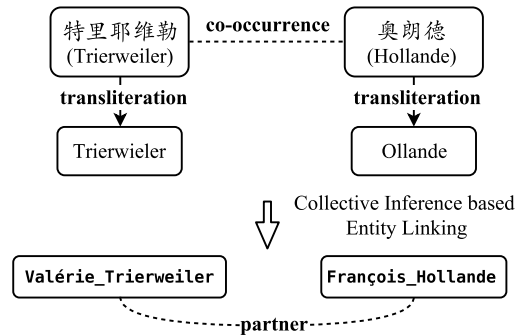 co-occurrence
特里耶维勒
(Trierweiler)
奥朗德
(Hollande)
transliteration
transliteration
Trierwieler
Ollande
Collective Inference based
Entity Linking
Valérie_Trierweiler
François_Hollande
partner